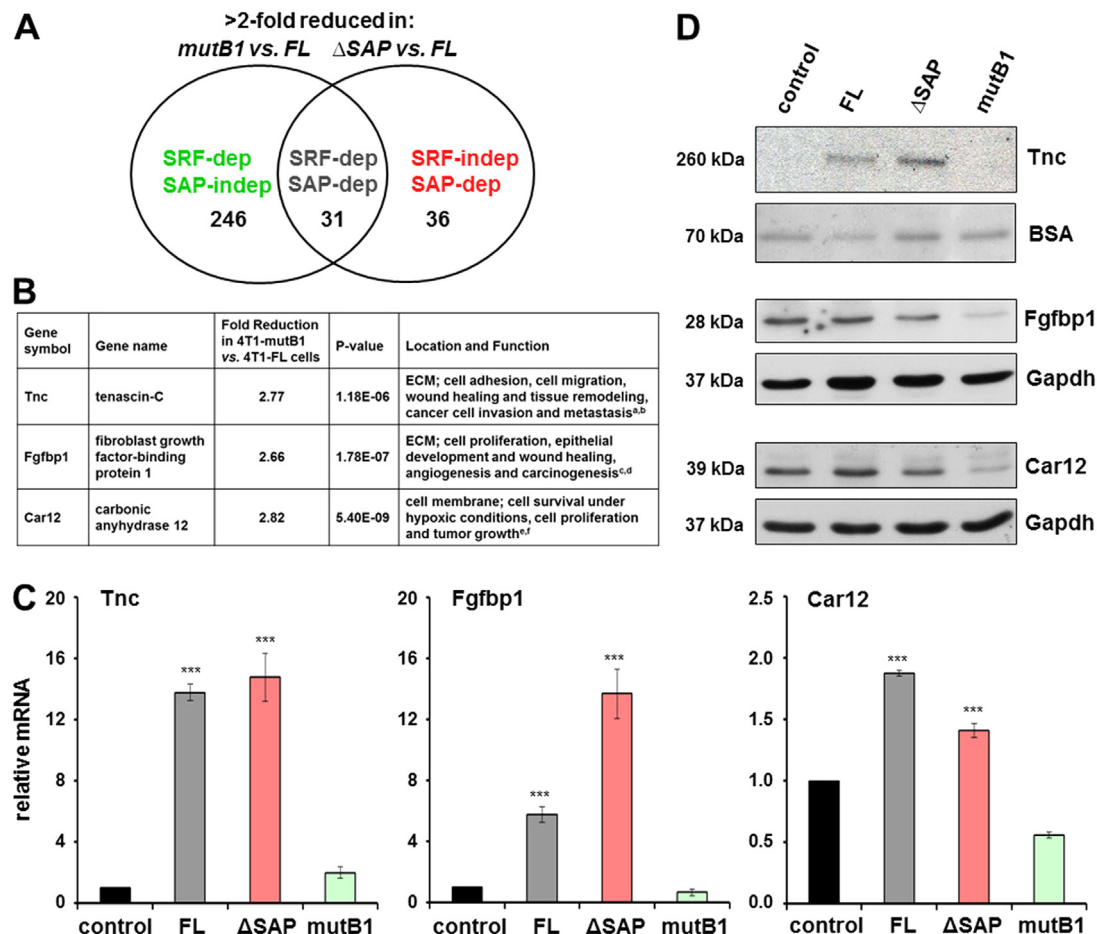 A
>2-fold reduced in:
mutB1 vs. FL ΔSAP vs. FL
SRF-dep
SAP-indep
246
SRF-dep
SAP-dep
31
SRF-indep
SAP-dep
36
B
Gene symbol
Gene name
Fold Reduction in 4T1-mutB1 vs. 4T1-FL cells
P-value
Location and Function
Tnc
tenascin-C
2.77
1.18E-06
ECM; cell adhesion, cell migration,
wound healing and tissue remodeling,
cancer cell invasion and metastasisa,b
Fgfbp1
fibroblast growth
factor-binding
protein 1
2.66
1.78E-07
ECM; cell proliferation, epithelial
development and wound healing,
angiogenesis and carcinogenesisc,d
Car12
carbonic
anyhydrase 12
2.82
5.40E-09
cell membrane; cell survival under
hypoxic conditions, cell proliferation
and tumor growthe,f
C
relative mRNA
Tnc
20
16
12
8
4
0
***
***
control FL ΔSAP mutB1
Fgfbp1
20
16
12
8
4
0
***
***
control FL ΔSAP mutB1
Car12
2.5
2.0
1.5
1.0
0.5
0.0
***
***
control FL ΔSAP mutB1
D
control FL ΔSAP mutB1
260 kDa Tnc
70 kDa BSA
28 kDa Fgfbp1
37 kDa Gapdh
39 kDa Car12
37 kDa Gapdh